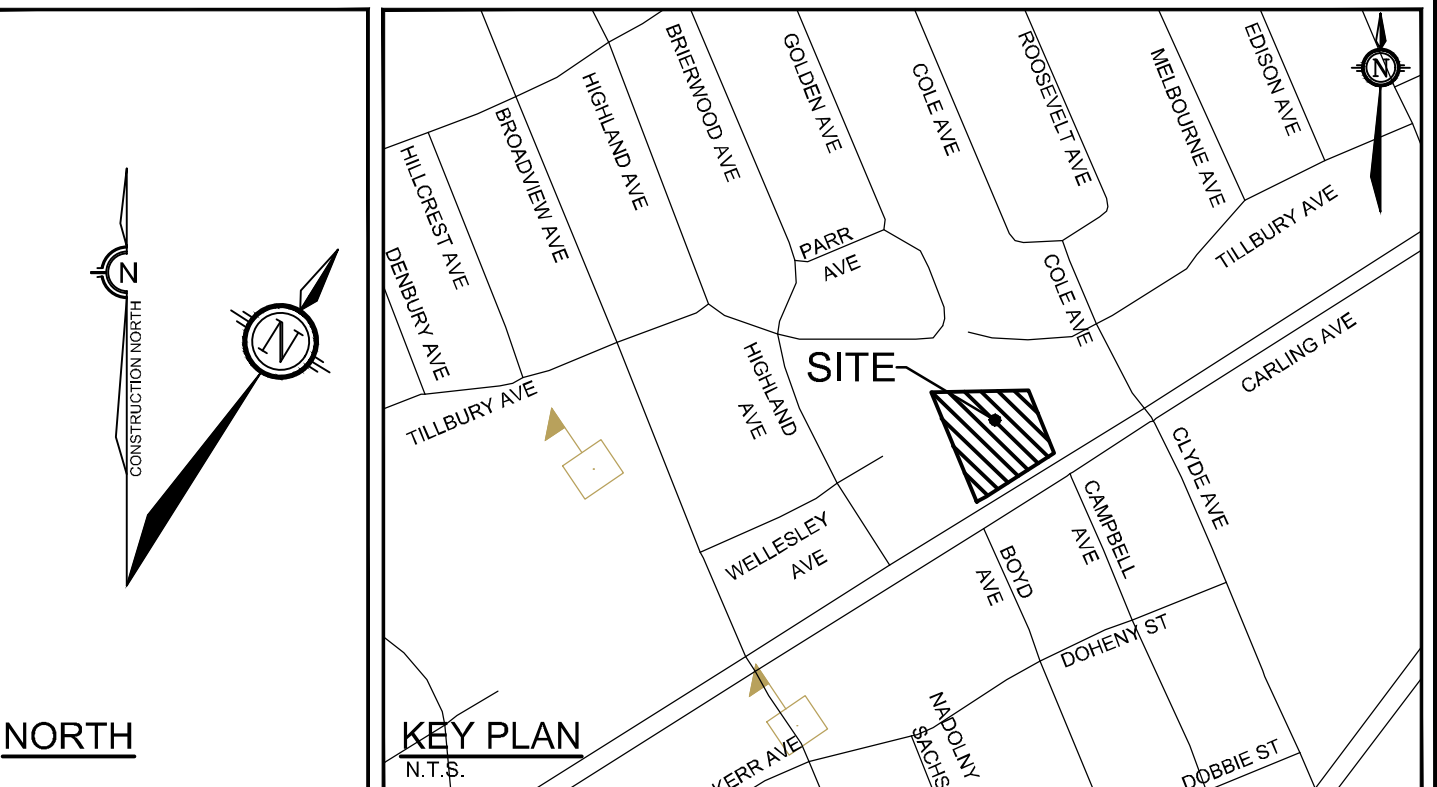 N
CONSTRUCTION NORTH
N
NORTH
BRIERWOOD AVE
GOLDEN AVE
COLE AVE
ROOSEVELT AVE
MELBOURNE AVE
EDISON AVE
N
HIGHLAND AVE
BROADVIEW AVE
HILLCREST AVE
DENBURY AVE
PARR
AVE
TILLBURY AVE
COLE AVE
CARLING AVE
SITE
TILLBURY AVE
HIGHLAND
AVE
CLYDE AVE
CAMPBELL
AVE
WELLESLEY
AVE
BOYD
AVE
DOHENY ST
NADOLNY
SACHS
KERR AVE
DOBBIE ST
KEY PLAN
N.T.S.